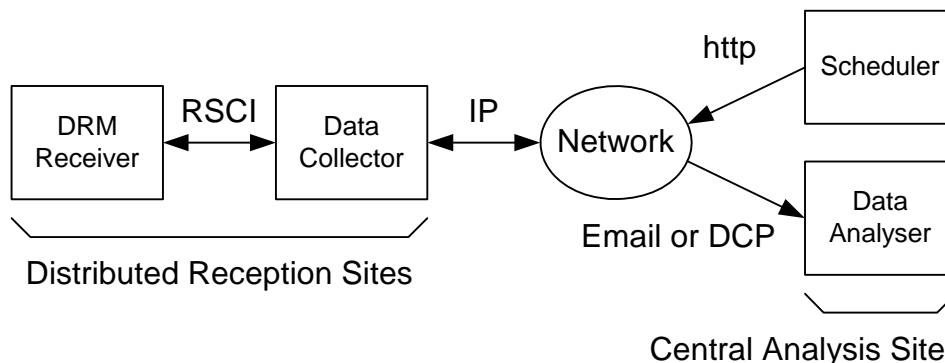 http
Scheduler
DRM
Receiver
RSCI
Data
Collector
IP
Network
Data
Analyser
Email or DCP
Distributed Reception Sites
Central Analysis Site